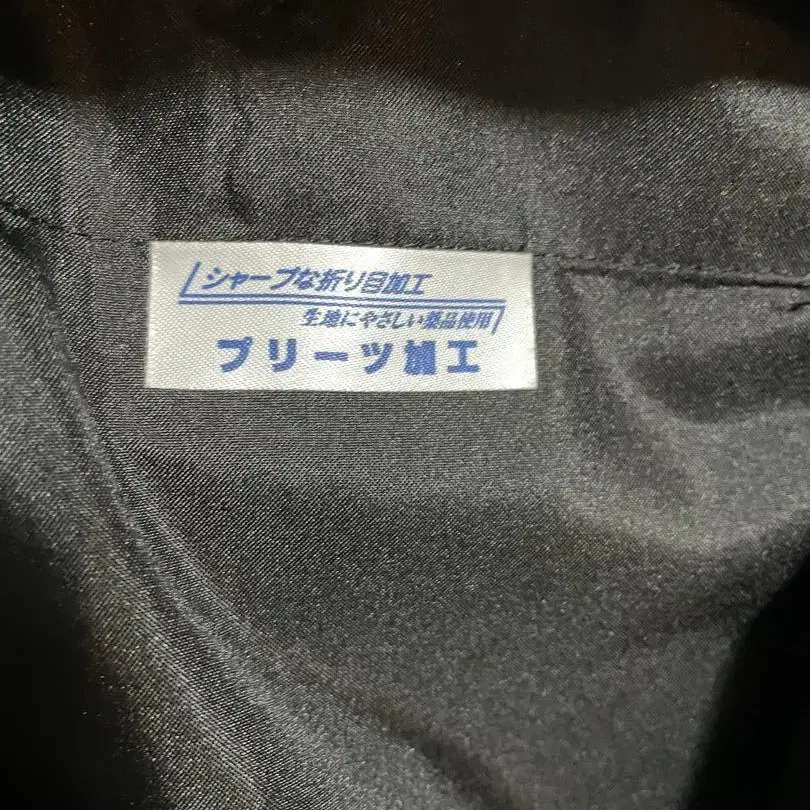 シャープな折り目加工
生地にやさしい薬品使用
プリーツ加工